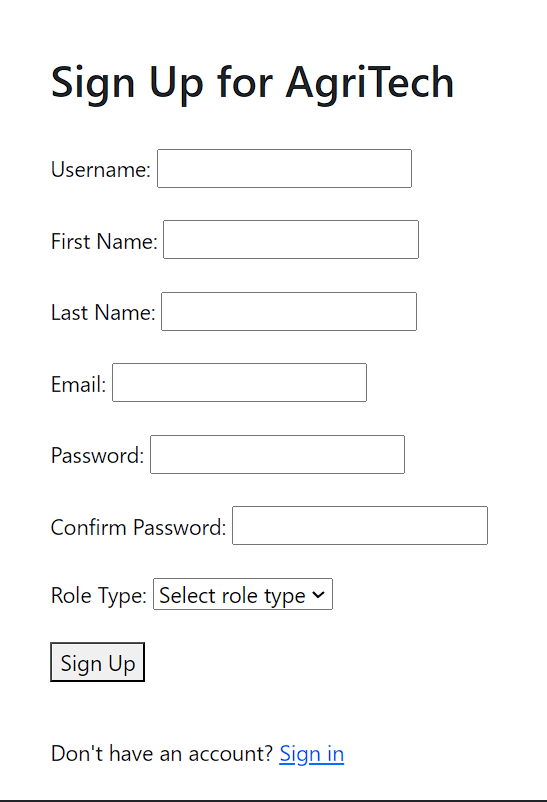 Sign Up for AgriTech
Username:
First Name:
Last Name:
Email:
Password:
Confirm Password:
Role Type: Select role type
Sign Up
Don't have an account? Sign in